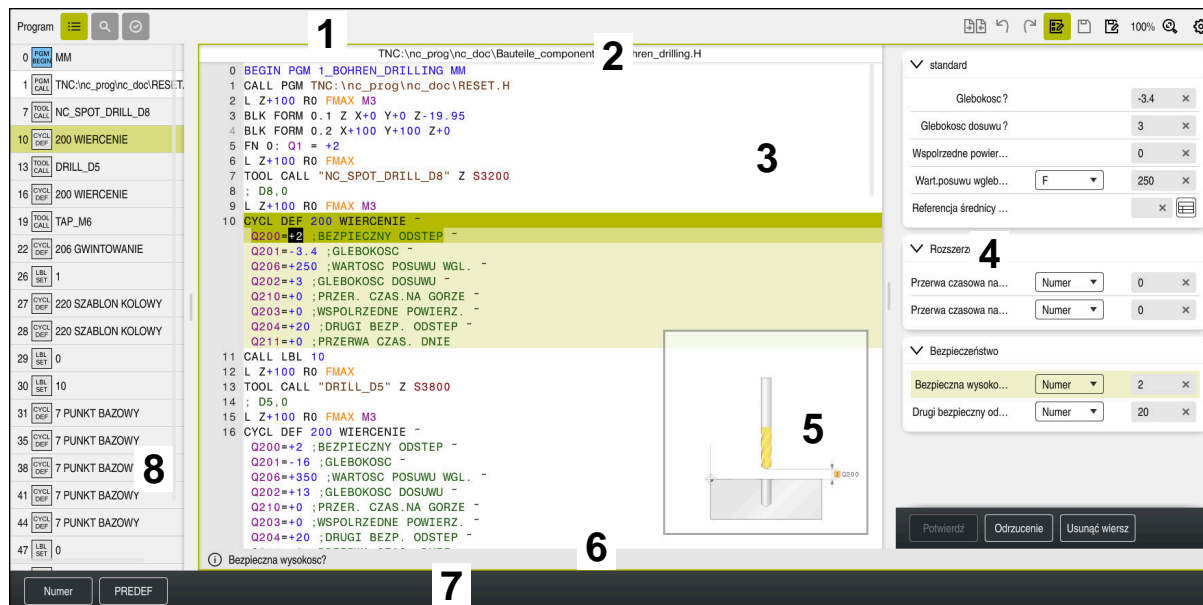 Program
1
100%
0 PGM BEGIN MM
1 PGM CALL TNC:\nc_prog\nc_doc\RESET.
7 TOOL CALL NC_SPOT_DRILL_D8
10 CYCL DEF 200 WIERCENIE
13 TOOL CALL DRILL_D5
16 CYCL DEF 200 WIERCENIE
19 TOOL CALL TAP_M6
22 CYCL DEF 206 GWINTOWANIE
26 LBL SET 1
27 CYCL DEF 220 SZABLON KOLOWY
28 CYCL DEF 220 SZABLON KOLOWY
29 LBL SET 0
30 LBL SET 10
31 CYCL DEF 7 PUNKT BAZOWY
35 CYCL DEF 7 PUNKT BAZOWY
38 CYCL DEF 7 PUNKT BAZOWY
8
41 CYCL DEF 7 PUNKT BAZOWY
44 CYCL DEF 7 PUNKT BAZOWY
47 LBL SET 0
TNC:\nc_prog\nc_doc\Bauteile_component 2 hren_drilling.H
0 BEGIN PGM 1_BOHREN_DRILLING MM
1 CALL PGM TNC:\nc_prog\nc_doc\RESET.H
2 L Z+100 R0 FMAX M3
3 BLK FORM 0.1 Z X+0 Y+0 Z-19.95
4 BLK FORM 0.2 X+100 Y+100 Z+0
5 FN 0: Q1 = +2
6 L Z+100 R0 FMAX
7 TOOL CALL "NC_SPOT_DRILL_D8" Z S3200
8 ; D8,0
9 L Z+100 R0 FMAX M3
10 CYCL DEF 200 WIERCENIE ~
Q200=+2 ;BEZPIECZNY ODSTEP ~
Q201=-3.4 ;GLEBOKOSC ~
Q206=+250 ;WARTOSC POSUWU WGL. ~
Q202=+3 ;GLEBOKOSC DOSUWU ~
Q210=+0 ;PRZER. CZAS.NA GORZE ~
Q203=+0 ;WSPOLRZEDNE POWIERZ. ~
Q204=+20 ;DRUGI BEZP. ODSTEP ~
Q211=+0 ;PRZERWA CZAS. DNIE
11 CALL LBL 10
12 L Z+100 R0 FMAX
13 TOOL CALL "DRILL_D5" Z S3800
14 ; D5,0
15 L Z+100 R0 FMAX M3
16 CYCL DEF 200 WIERCENIE ~
Q200=+2 ;BEZPIECZNY ODSTEP ~
Q201=-16 ;GLEBOKOSC ~
Q206=+350 ;WARTOSC POSUWU WGL. ~
Q202=+13 ;GLEBOKOSC DOSUWU ~
Q210=+0 ;PRZER. CZAS.NA GORZE ~
Q203=+0 ;WSPOLRZEDNE POWIERZ. ~
Q204=+20 ;DRUGI BEZP. ODSTEP ~
3
5
Q200
6
Bezpieczna wysokosc?
standard
Glebokosc? -3.4
Glebokosc dosuwu? 3
Wspolrzedne powier... 0
Wart.posuwu wgleb... F 250
Referencja średnicy ...
Rozszerz
4
Przerwa czasowa na... Numer 0
Przerwa czasowa na... Numer 0
Bezpieczeństwo
Bezpieczna wysoko... Numer 2
Drugi bezpieczny od... Numer 20
Potwierdź Odrzucenie Usunąć wiersz
Numer PREDEF
7